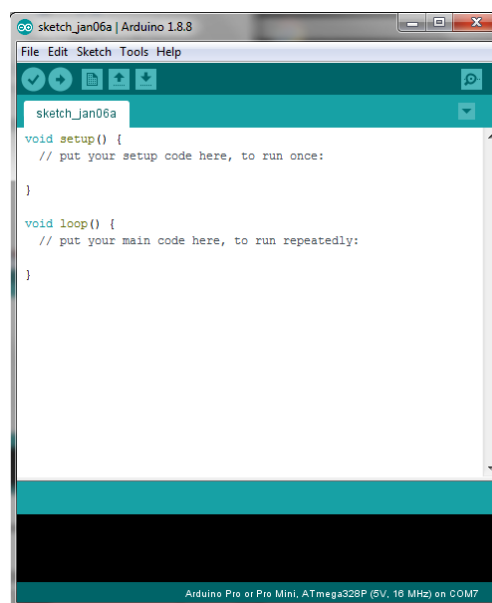 sketch_jan06a | Arduino 1.8.8
File Edit Sketch Tools Help
sketch_jan06a
void setup() {
  // put your setup code here, to run once:
}
void loop() {
  // put your main code here, to run repeatedly:
}
Arduino Pro or Pro Mini, ATmega328P (5V, 16 MHz) on COM7